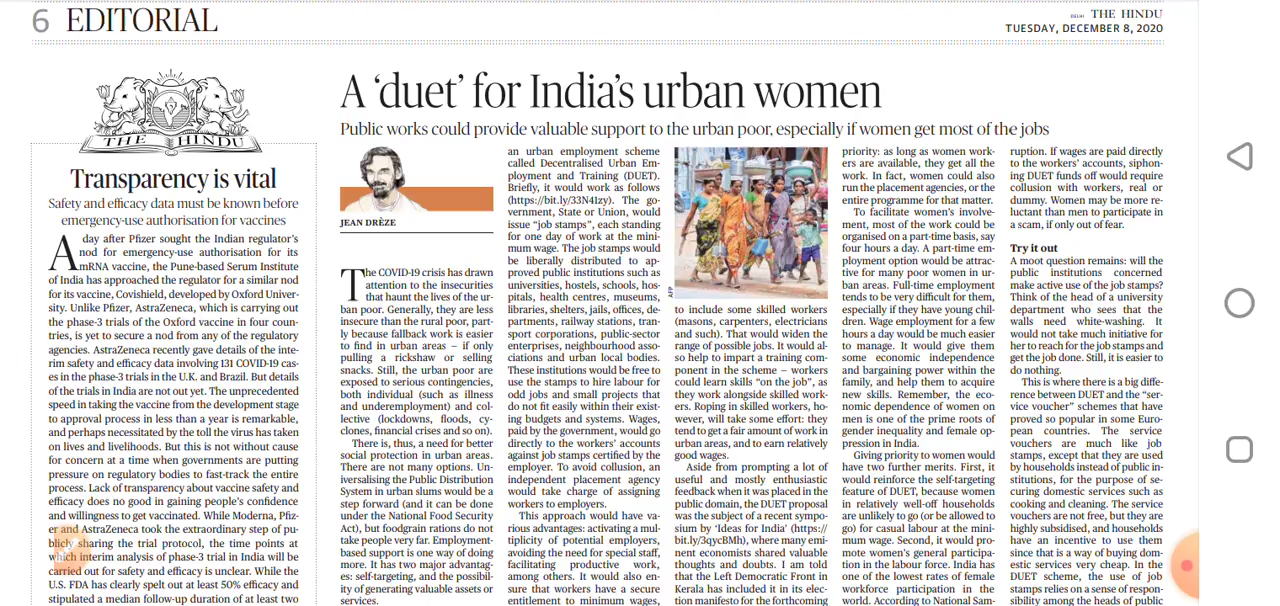 6 EDITORIAL
DELHI THE HINDU
TUESDAY, DECEMBER 8, 2020
THE HINDU
Transparency is vital
Safety and efficacy data must be known before
emergency-use authorisation for vaccines
A day after Pfizer sought the Indian regulator's
nod for emergency-use authorisation for its
mRNA vaccine, the Pune-based Serum Institute
of India has approached the regulator for a similar nod
for its vaccine, Covishield, developed by Oxford Univer-
sity. Unlike Pfizer, AstraZeneca, which is carrying out
the phase-3 trials of the Oxford vaccine in four coun-
tries, is yet to secure a nod from any of the regulatory
agencies. AstraZeneca recently gave details of the inte-
rim safety and efficacy data involving 131 COVID-19 cas-
es in the phase-3 trials in the U.K. and Brazil. But details
of the trials in India are not out yet. The unprecedented
speed in taking the vaccine from the development stage
to approval process in less than a year is remarkable,
and perhaps necessitated by the toll the virus has taken
on lives and livelihoods. But this is not without cause
for concern at a time when governments are putting
pressure on regulatory bodies to fast-track the entire
process. Lack of transparency about vaccine safety and
efficacy does no good in gaining people's confidence
and willingness to get vaccinated. While Moderna, Pfiz-
er and AstraZeneca took the extraordinary step of pu-
blicly sharing the trial protocol, the time points at
which interim analysis of phase-3 trial in India will be
carried out for safety and efficacy is unclear. While the
U.S. FDA has clearly spelt out at least 50% efficacy and
stipulated a median follow-up duration of at least two
A 'duet' for India's urban women
Public works could provide valuable support to the urban poor, especially if women get most of the jobs
JEAN DRÈZE
The COVID-19 crisis has drawn
attention to the insecurities
that haunt the lives of the ur-
ban poor. Generally, they are less
insecure than the rural poor, part-
ly because fallback work is easier
to find in urban areas – if only
pulling a rickshaw or selling
snacks. Still, the urban poor are
exposed to serious contingencies,
both individual (such as illness
and underemployment) and col-
lective (lockdowns, floods, cy-
clones, financial crises and so on).
There is, thus, a need for better
social protection in urban areas.
There are not many options. Un-
iversalising the Public Distribution
System in urban slums would be a
step forward (and it can be done
under the National Food Security
Act), but foodgrain rations do not
take people very far. Employment-
based support is one way of doing
more. It has two major advantag-
es: self-targeting, and the possibil-
ity of generating valuable assets or
services.
an urban employment scheme
called Decentralised Urban Em-
ployment and Training (DUET).
Briefly, it would work as follows
(https://bit.ly/33N4Izy). The go-
vernment, State or Union, would
issue "job stamps", each standing
for one day of work at the mini-
mum wage. The job stamps would
be liberally distributed to ap-
proved public institutions such as
universities, hostels, schools, hos-
pitals, health centres, museums,
libraries, shelters, jails, offices, de-
partments, railway stations, tran-
sport corporations, public-sector
enterprises, neighbourhood asso-
ciations and urban local bodies.
These institutions would be free to
use the stamps to hire labour for
odd jobs and small projects that
do not fit easily within their exist-
ing budgets and systems. Wages,
paid by the government, would go
directly to the workers' accounts
against job stamps certified by the
employer. To avoid collusion, an
independent placement agency
would take charge of assigning
workers to employers.
This approach would have va-
rious advantages: activating a mul-
tiplicity of potential employers,
avoiding the need for special staff,
facilitating productive work,
among others. It would also en-
sure that workers have a secure
entitlement to minimum wages,
AFP
to include some skilled workers
(masons, carpenters, electricians
and such). That would widen the
range of possible jobs. It would al-
so help to impart a training com-
ponent in the scheme – workers
could learn skills "on the job", as
they work alongside skilled work-
ers. Roping in skilled workers, ho-
wever, will take some effort: they
tend to get a fair amount of work in
urban areas, and to earn relatively
good wages.
Aside from prompting a lot of
useful and mostly enthusiastic
feedback when it was placed in the
public domain, the DUET proposal
was the subject of a recent sympo-
sium by 'Ideas for India' (https://
bit.ly/3qycBMh), where many emi-
nent economists shared valuable
thoughts and doubts. I am told
that the Left Democratic Front in
Kerala has included it in its elec-
tion manifesto for the forthcoming
priority: as long as women work-
ers are available, they get all the
work. In fact, women could also
run the placement agencies, or the
entire programme for that matter.
To facilitate women's involve-
ment, most of the work could be
organised on a part-time basis, say
four hours a day. A part-time em-
ployment option would be attrac-
tive for many poor women in ur-
ban areas. Full-time employment
tends to be very difficult for them,
especially if they have young chil-
dren. Wage employment for a few
hours a day would be much easier
to manage. It would give them
some economic independence
and bargaining power within the
family, and help them to acquire
new skills. Remember, the eco-
nomic dependence of women on
men is one of the prime roots of
gender inequality and female op-
pression in India.
Giving priority to women would
have two further merits. First, it
would reinforce the self-targeting
feature of DUET, because women
in relatively well-off households
are unlikely to go (or be allowed to
go) for casual labour at the mini-
mum wage. Second, it would pro-
mote women's general participa-
tion in the labour force. India has
one of the lowest rates of female
workforce participation in the
world. According to National Sam-
ruption. If wages are paid directly
to the workers' accounts, siphon-
ing DUET funds off would require
collusion with workers, real or
dummy. Women may be more re-
luctant than men to participate in
a scam, if only out of fear.
Try it out
A moot question remains: will the
public institutions concerned
make active use of the job stamps?
Think of the head of a university
department who sees that the
walls need white-washing. It
would not take much initiative for
her to reach for the job stamps and
get the job done. Still, it is easier to
do nothing.
This is where there is a big diffe-
rence between DUET and the "ser-
vice voucher" schemes that have
proved so popular in some Euro-
pean countries. The service
vouchers are much like job
stamps, except that they are used
by households instead of public in-
stitutions, for the purpose of se-
curing domestic services such as
cooking and cleaning. The service
vouchers are not free, but they are
highly subsidised, and households
have an incentive to use them
since that is a way of buying dom-
estic services very cheap. In the
DUET scheme, the use of job
stamps relies on a sense of respon-
sibility among the heads of public